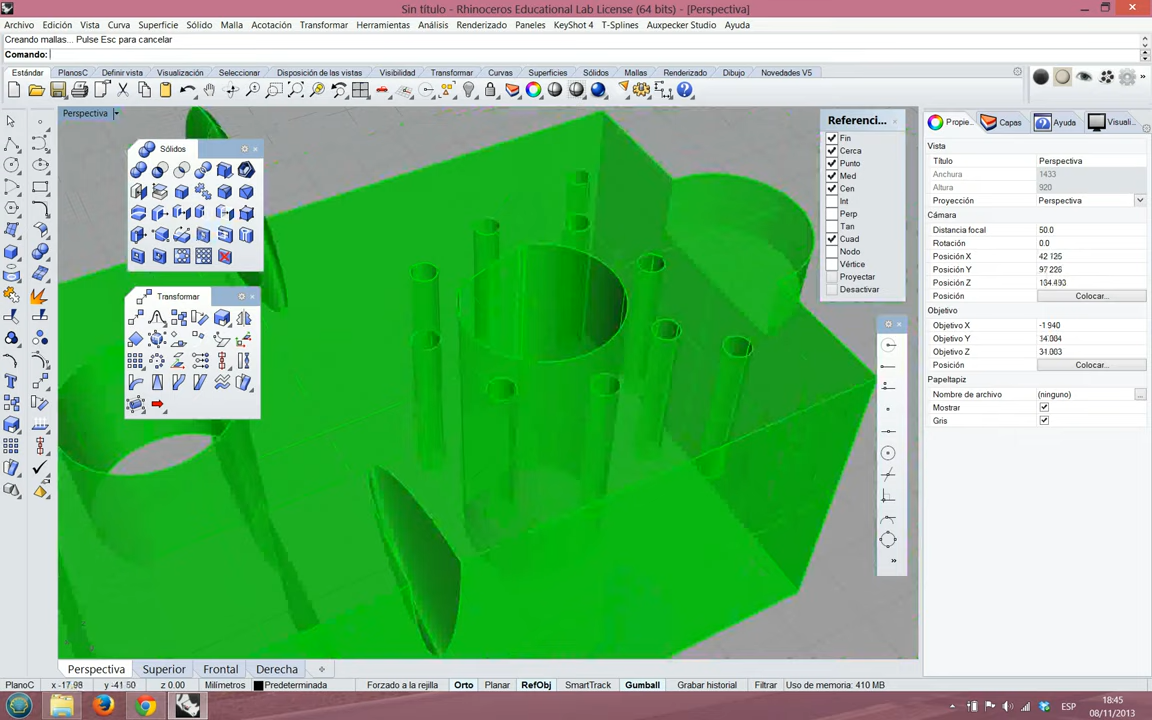 Sin título - Rhinoceros Educational Lab License (64 bits) - [Perspectiva]
Archivo Edición Vista Curva Superficie Sólido Malla Acotación Transformar Herramientas Análisis Renderizado Paneles KeyShot 4 T-Splines Auxpecker Studio Ayuda
Creando mallas... Pulse Esc para cancelar
Comando:
Estándar PlanosC Definir vista Visualización Seleccionar Disposición de las vistas Visibilidad Transformar Curvas Superficies Sólidos Mallas Renderizado Dibujo Novedades V5
Perspectiva
Sólidos
Transformar
Referenci...
Fin
Cerca
Punto
Med
Cen
Int
Perp
Tan
Cuad
Nodo
Vértice
Proyectar
Desactivar
Propie... Capas Ayuda Visuali...
Vista
Título Perspectiva
Anchura 1433
Altura 920
Proyección Perspectiva
Cámara
Distancia focal 50.0
Rotación 0.0
Posición X 42.125
Posición Y 97.226
Posición Z 134.493
Posición Colocar...
Objetivo
Objetivo X -1.940
Objetivo Y 14.084
Objetivo Z 31.003
Posición Colocar...
Papeltapiz
Nombre de archivo (ninguno) ...
Mostrar
Gris
Perspectiva Superior Frontal Derecha
PlanoC x -17.98 y -41.50 z 0.00 Milímetros Predeterminada Forzado a la rejilla Orto Planar RefObj SmartTrack Gumball Grabar historial Filtrar Uso de memoria: 410 MB
ESP
18:45
08/11/2013